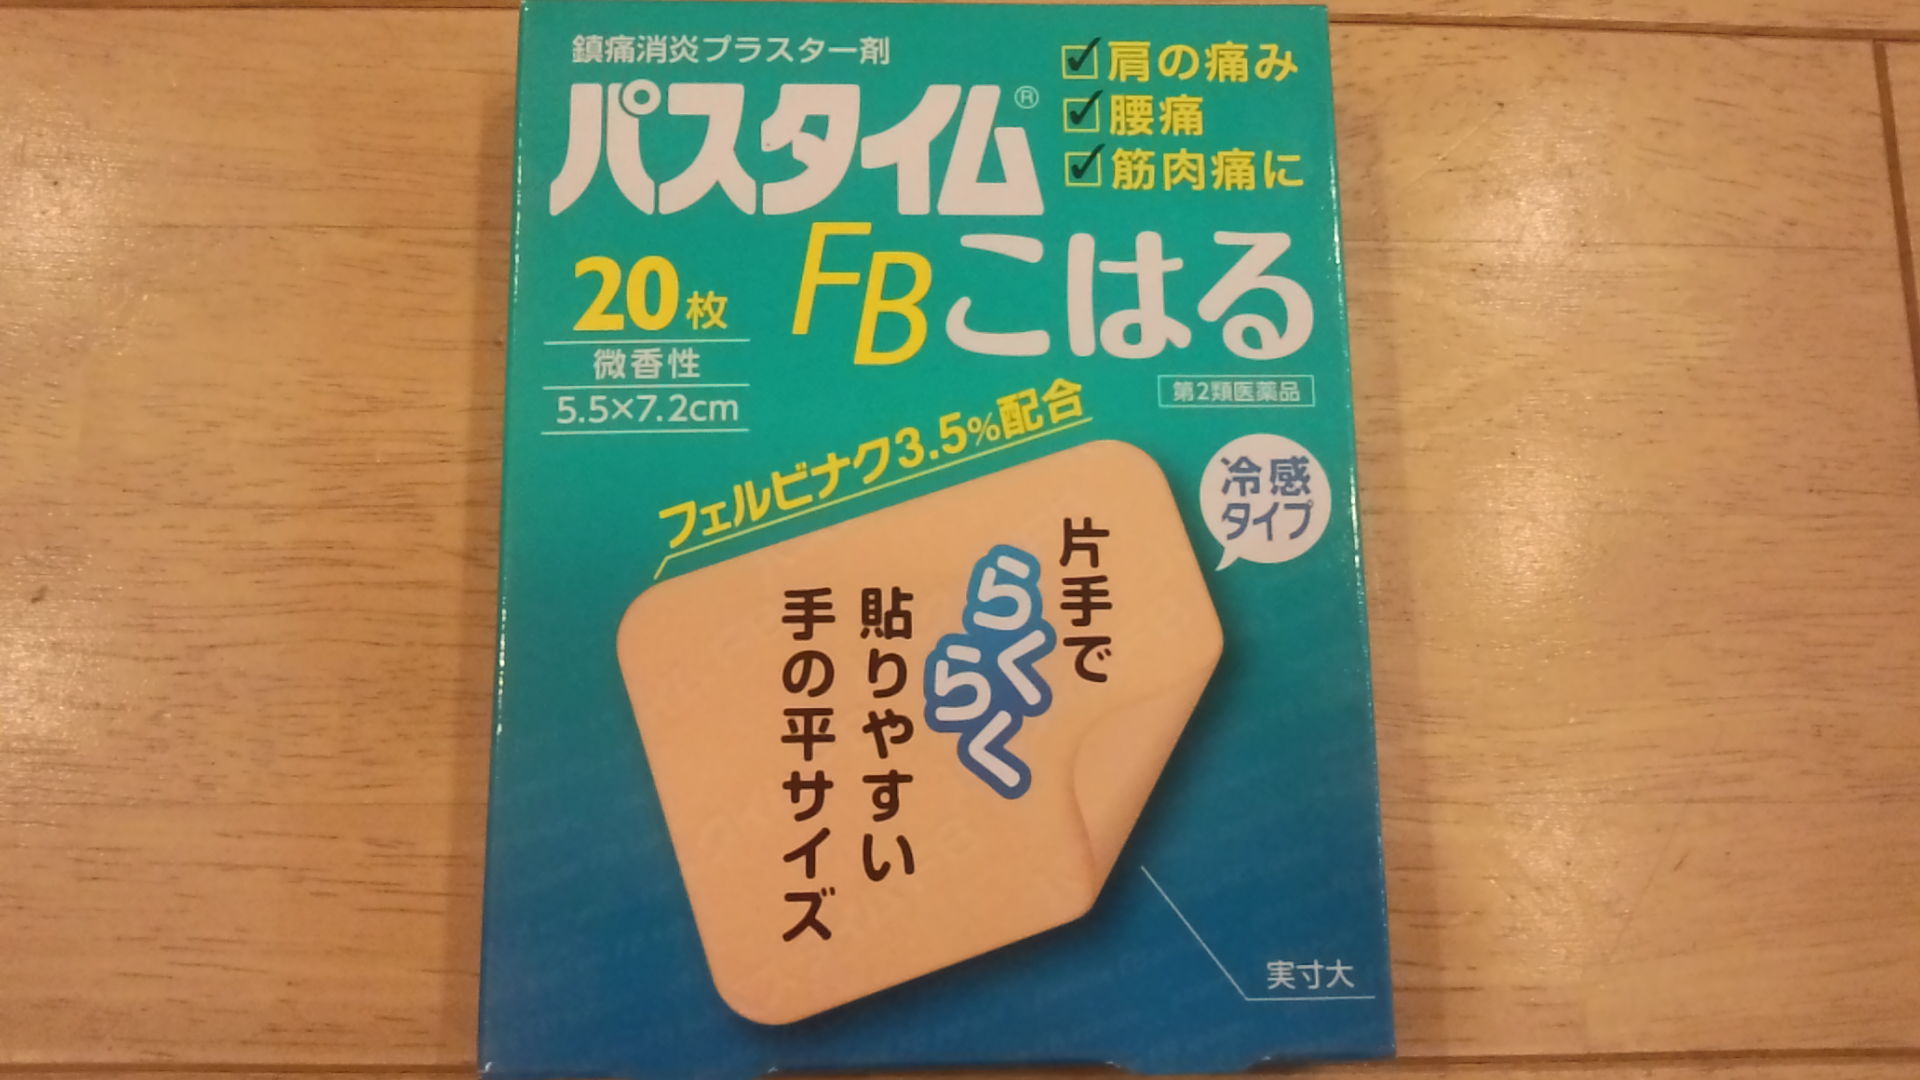 鎮痛消炎プラスター剤
パスタイム®
FBこはる
肩の痛み
腰痛
筋肉痛に
20枚
微香性
5.5×7.2cm
第2類医薬品
フェルビナク3.5%配合
冷感
タイプ
片手で
らくらく
貼りやすい
手の平サイズ
実寸大